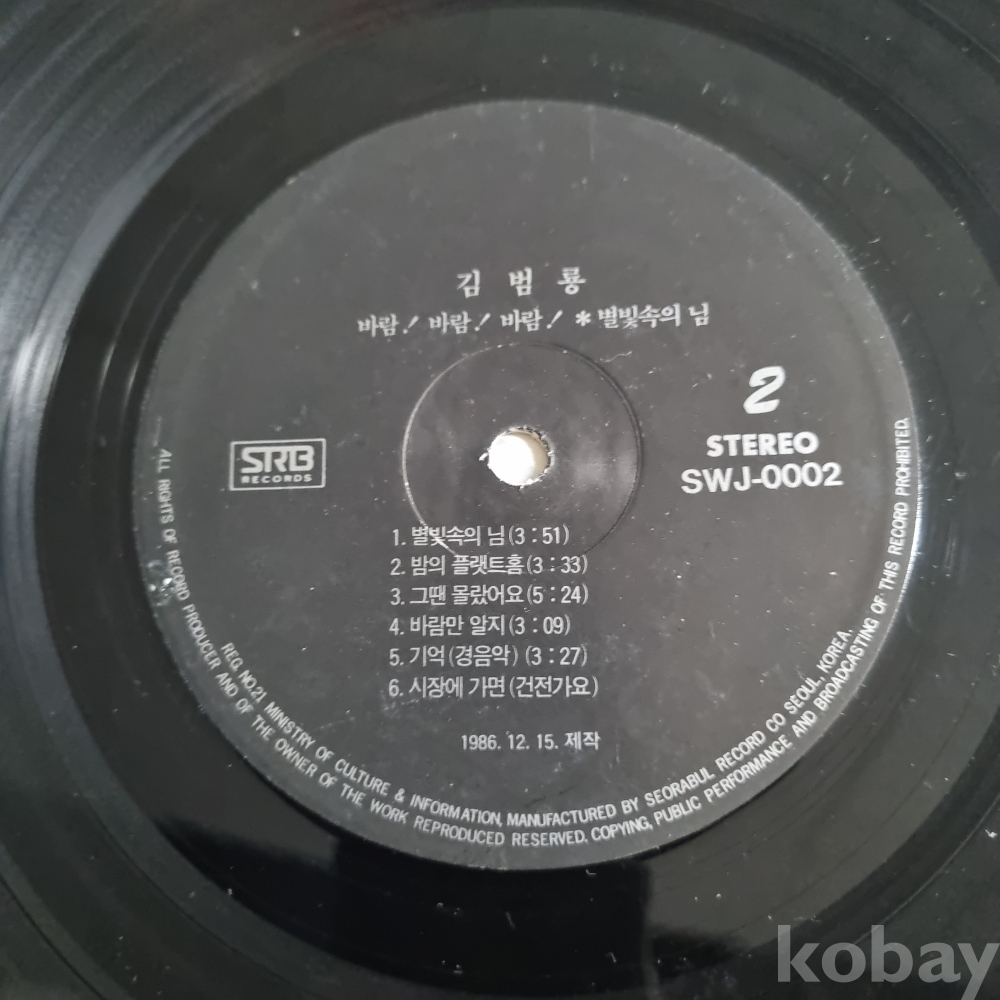 김 범 룡
바람! 바람! 바람! * 별빛속의 님
2
STEREO
SWJ-0002
SRB
RECORDS
1. 별빛속의 님(3 : 51)
2. 밤의 플랫트홈(3 : 33)
3. 그땐 몰랐어요(5 : 24)
4. 바람만 알지(3 : 09)
5. 기억(경음악) (3 : 27)
6. 시장에 가면(건전가요)
1986. 12. 15. 제작
REG. NO.21 MINISTRY OF CULTURE & INFORMATION, MANUFACTURED BY SEORABUL RECORD CO SEOUL, KOREA.
ALL RIGHTS OF RECORD PRODUCER AND OF THE OWNER OF THE WORK REPRODUCED RESERVED. COPYING, PUBLIC PERFORMANCE AND BROADCASTING OF THIS RECORD PROHIBITED.
kobay